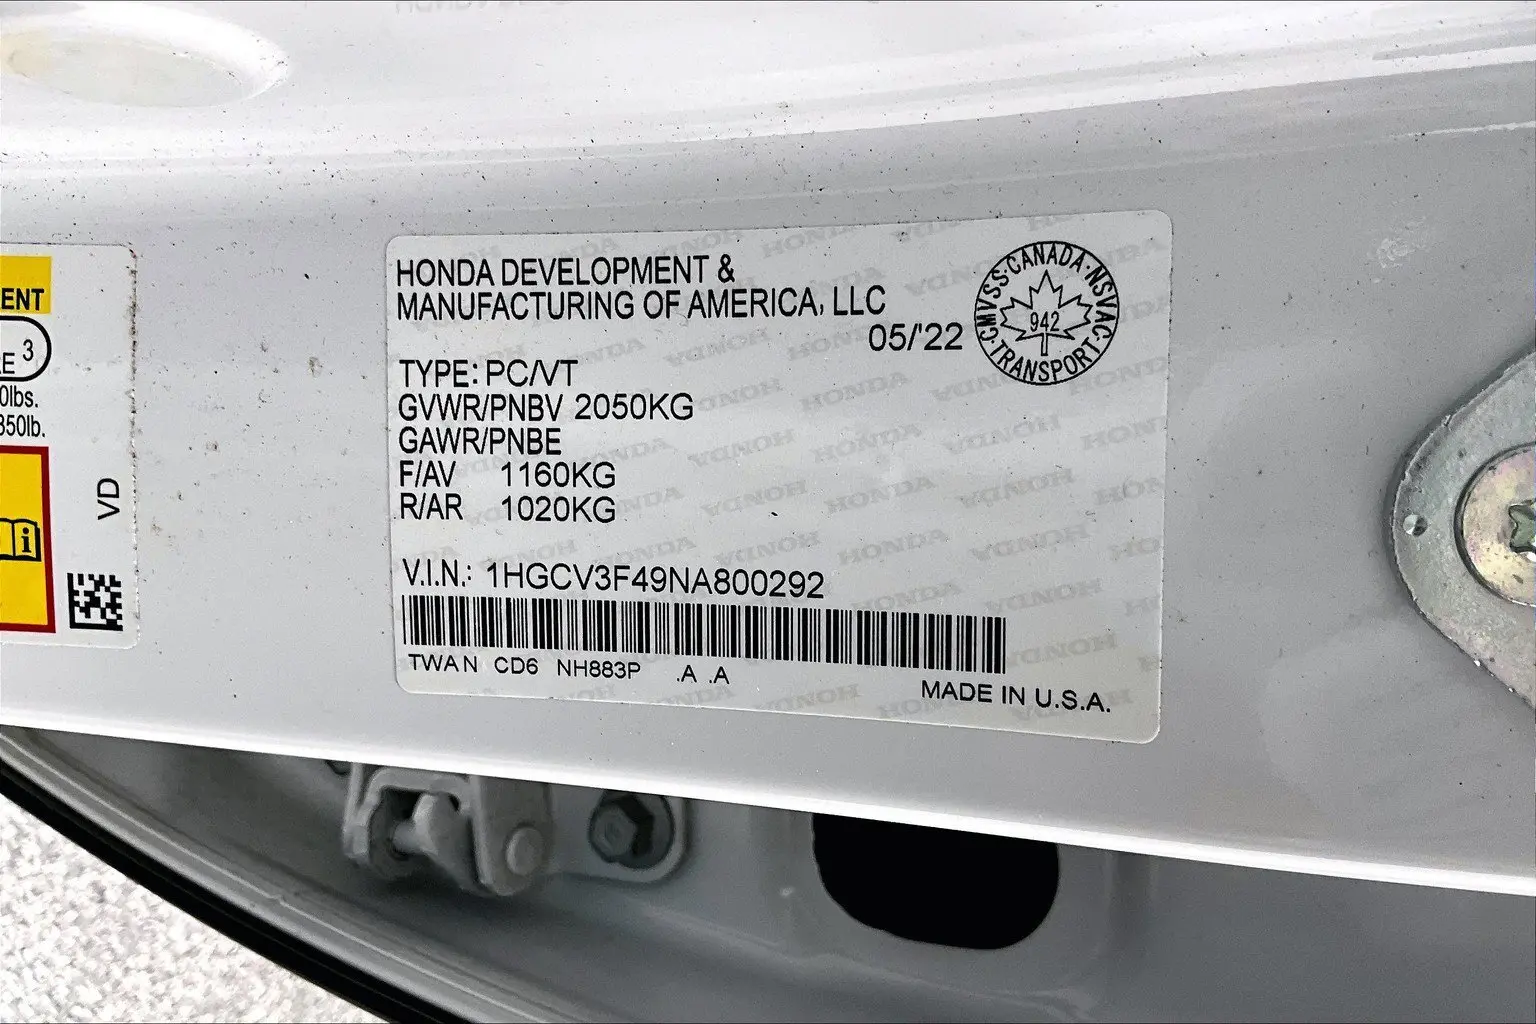 ENT
RE 3
0lbs.
350lb.
VD
HONDA DEVELOPMENT &
MANUFACTURING OF AMERICA, LLC
05/'22
CMVSS·CANADA·NSVAC·TRANSPORT·
942
TYPE: PC/VT
GVWR/PNBV 2050KG
GAWR/PNBE
F/AV 1160KG
R/AR 1020KG
V.I.N.: 1HGCV3F49NA800292
TWAN CD6 NH883P .A .A
MADE IN U.S.A.